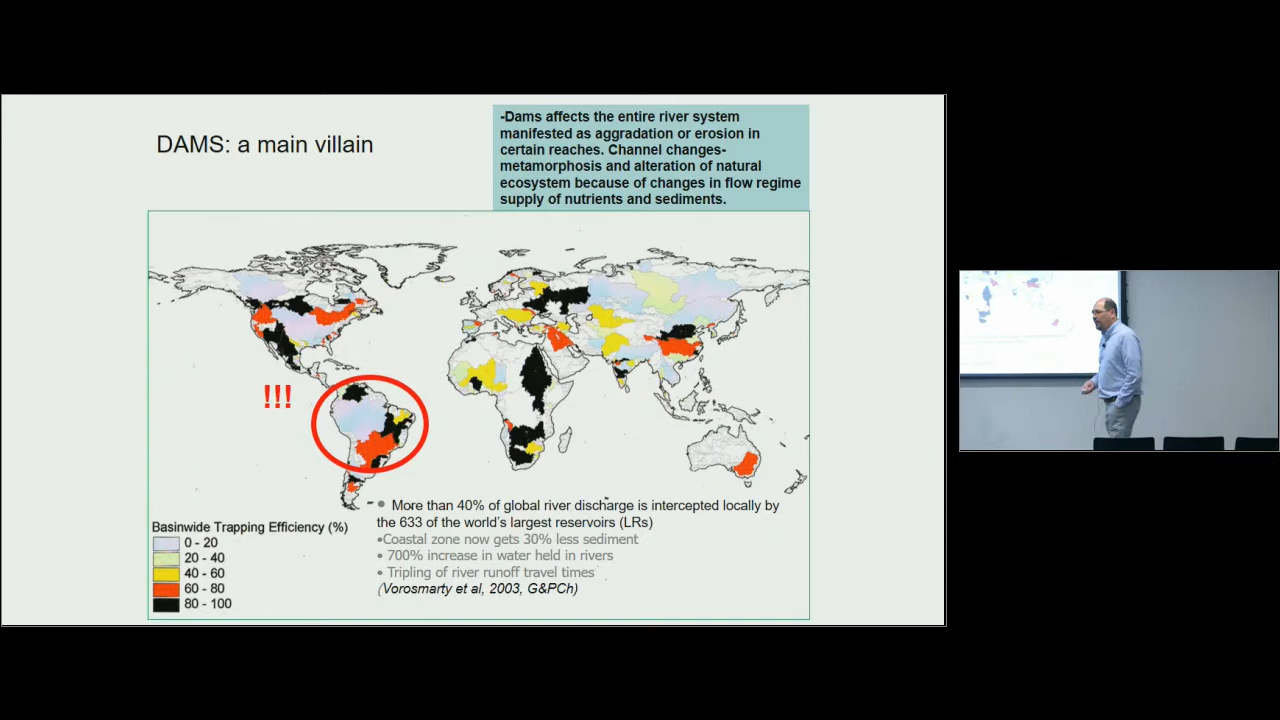 DAMS: a main villain
-Dams affects the entire river system
manifested as aggradation or erosion in
certain reaches. Channel changes-
metamorphosis and alteration of natural
ecosystem because of changes in flow regime
supply of nutrients and sediments.
!!!
• More than 40% of global river discharge is intercepted locally by
the 633 of the world's largest reservoirs (LRs)
•Coastal zone now gets 30% less sediment
• 700% increase in water held in rivers
• Tripling of river runoff travel times
(Vorosmarty et al, 2003, G&PCh)
Basinwide Trapping Efficiency (%)
0 - 20
20 - 40
40 - 60
60 - 80
80 - 100